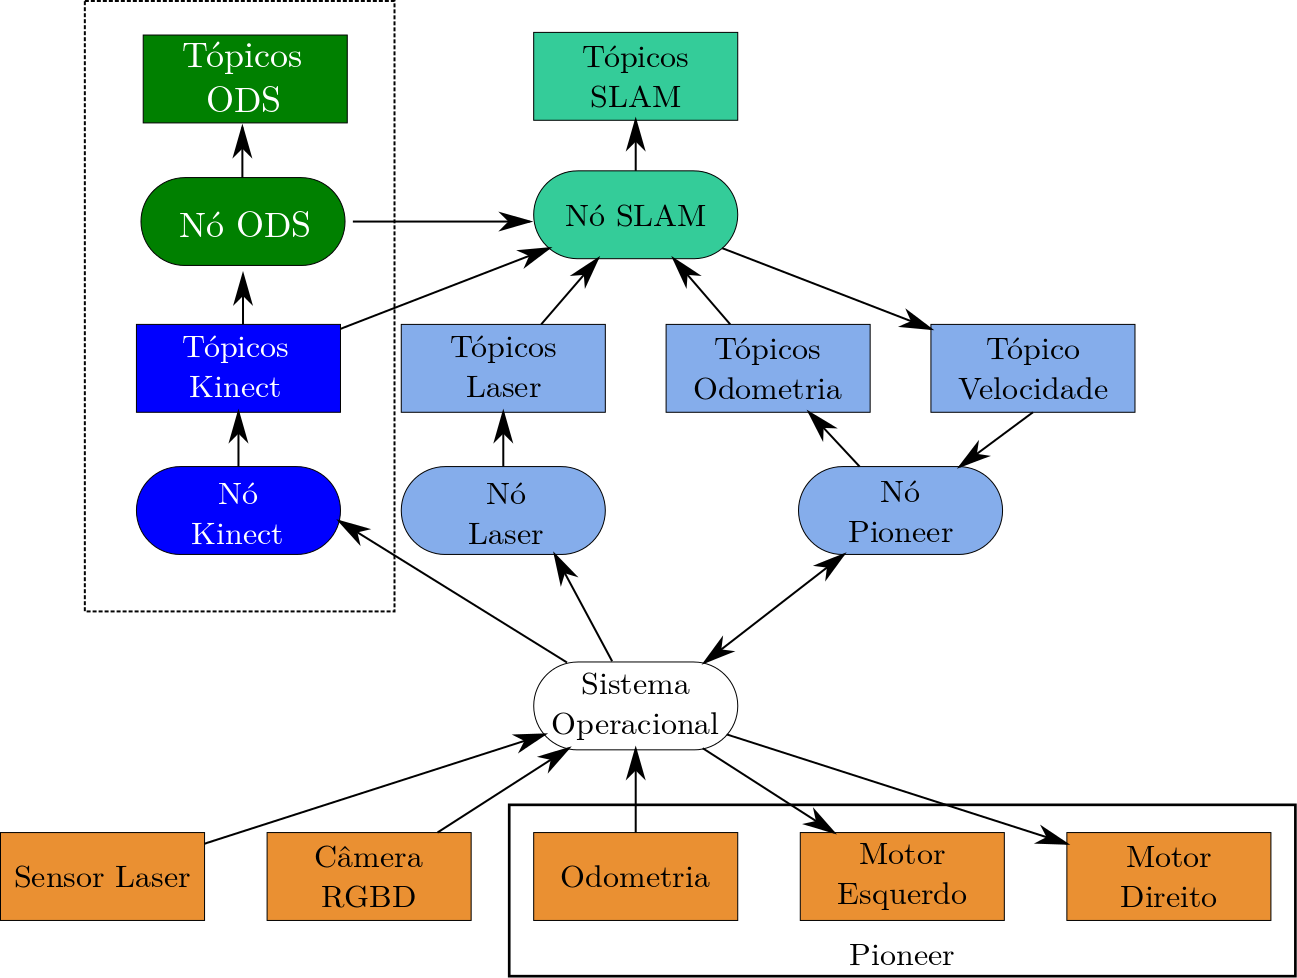 Tópicos
ODS
Tópicos
SLAM
Nó ODS
Nó SLAM
Tópicos
Kinect
Tópicos
Laser
Tópicos
Odometria
Tópico
Velocidade
Nó
Kinect
Nó
Laser
Nó
Pioneer
Sistema
Operacional
Sensor Laser
Câmera
RGBD
Odometria
Motor
Esquerdo
Motor
Direito
Pioneer